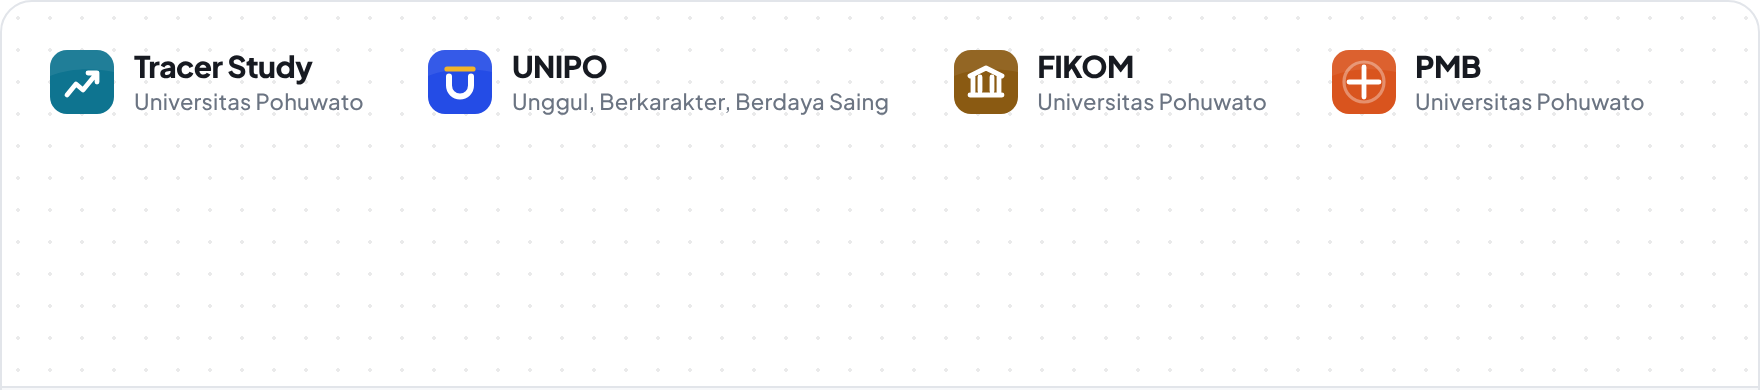 Tracer Study
Universitas Pohuwato
UNIPO
Unggul, Berkarakter, Berdaya Saing
FIKOM
Universitas Pohuwato
PMB
Universitas Pohuwato